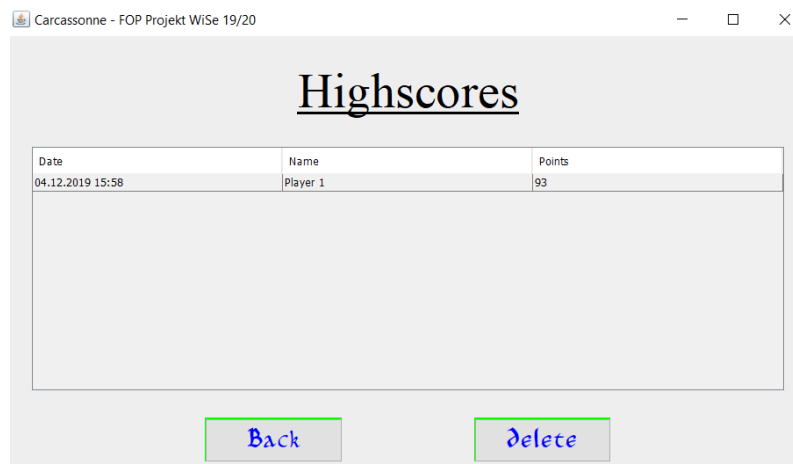 Carcassonne - FOP Projekt WiSe 19/20
Highscores
Date Name Points
04.12.2019 15:58 Player 1 93
Back Delete